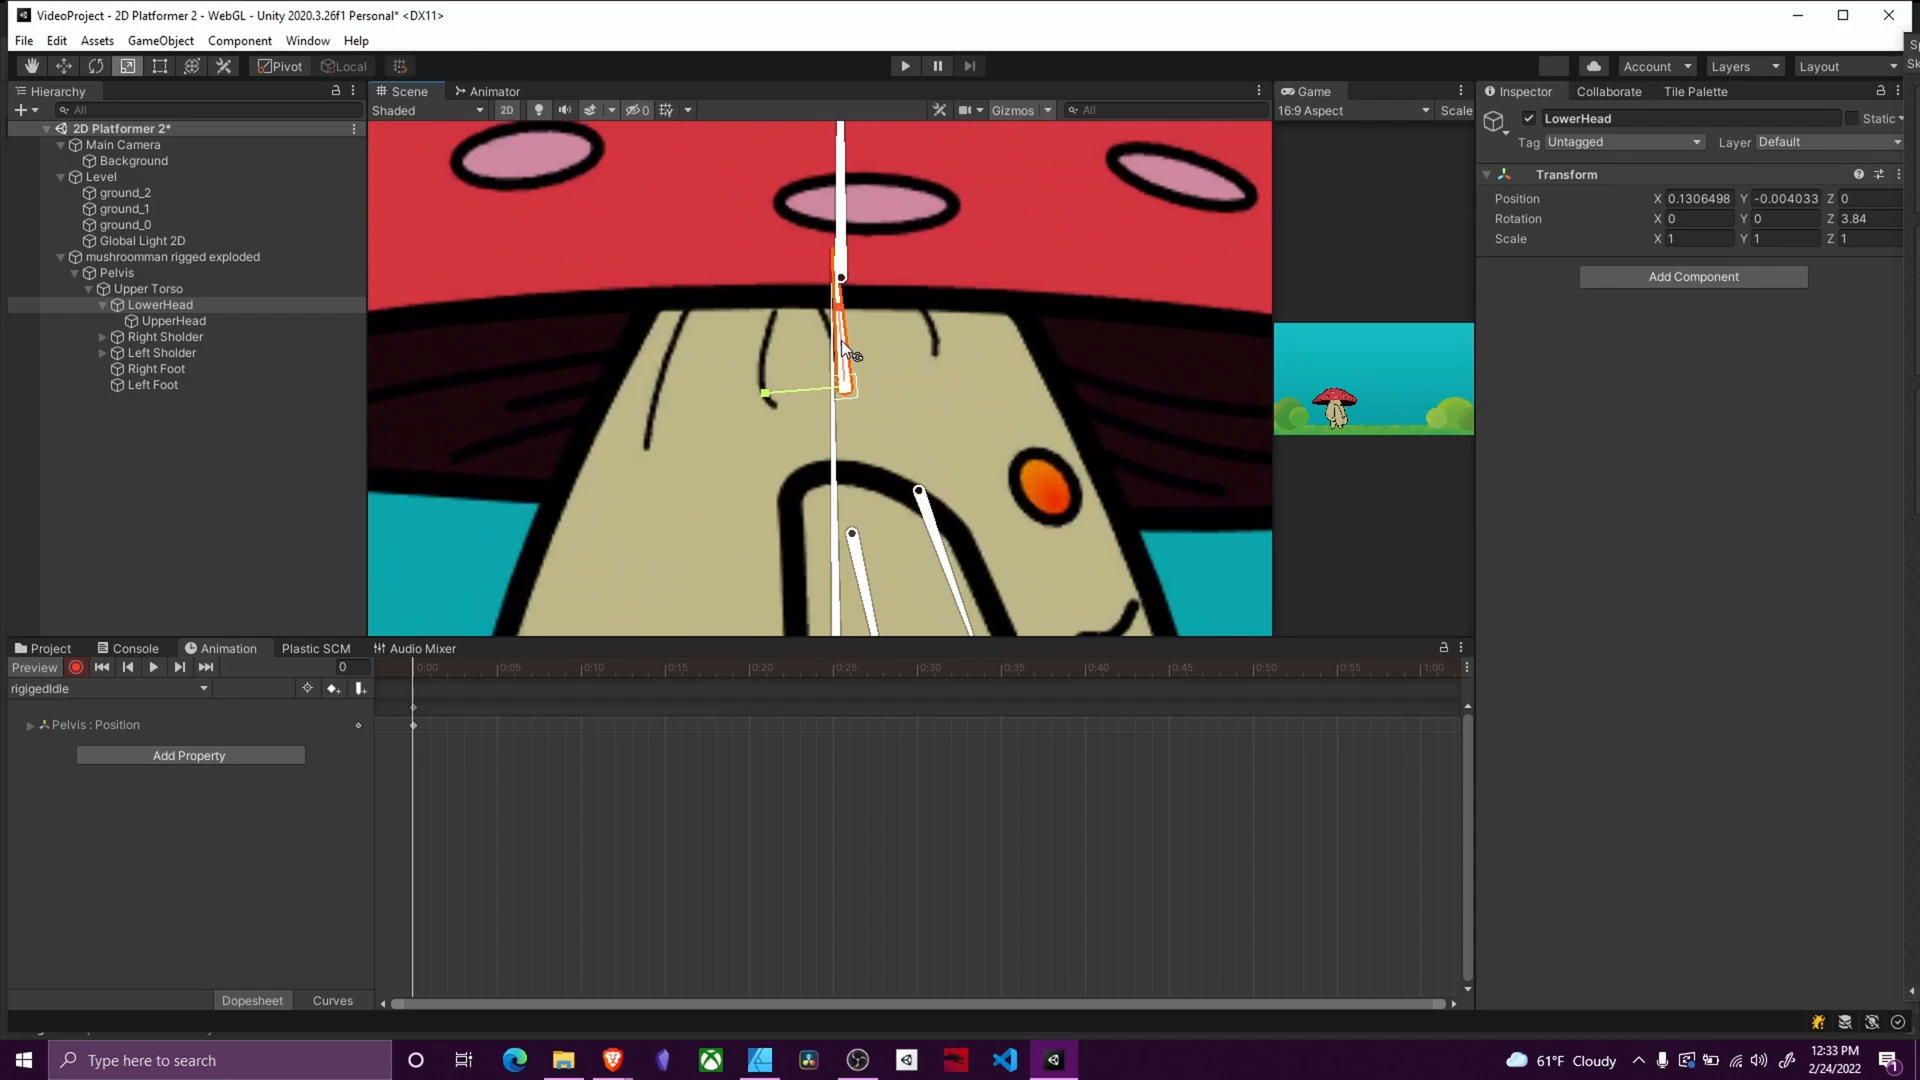 VideoProject - 2D Platformer 2 - WebGL - Unity 2020.3.26f1 Personal* <DX11>
File Edit Assets GameObject Component Window Help
Pivot Local Account Layers Layout
Hierarchy Scene Animator Game Inspector Collaborate Tile Palette
All Shaded 2D 0 Gizmos All 16:9 Aspect Scale LowerHead Static
2D Platformer 2*
Main Camera
Background
Level
ground_2
ground_1
ground_0
Global Light 2D
mushroomman rigged exploded
Pelvis
Upper Torso
LowerHead
UpperHead
Right Sholder
Left Sholder
Right Foot
Left Foot
Tag Untagged Layer Default
Transform
Position X 0.1306498 Y -0.004033 Z 0
Rotation X 0 Y 0 Z 3.84
Scale X 1 Y 1 Z 1
Add Component
Project Console Animation Plastic SCM Audio Mixer
Preview 0 0:00 0:05 0:10 0:15 0:20 0:25 0:30 0:35 0:40 0:45 0:50 0:55 1:00
rigigedIdle
Pelvis : Position
Add Property
Dopesheet Curves
Type here to search
61°F Cloudy
12:33 PM
2/24/2022
1